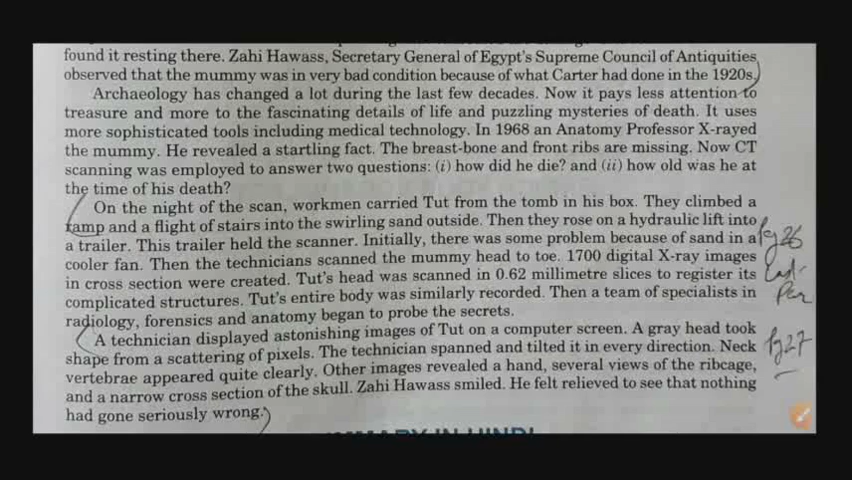 found it resting there. Zahi Hawass, Secretary General of Egypt's Supreme Council of Antiquities
observed that the mummy was in very bad condition because of what Carter had done in the 1920s.
Archaeology has changed a lot during the last few decades. Now it pays less attention to
treasure and more to the fascinating details of life and puzzling mysteries of death. It uses
more sophisticated tools including medical technology. In 1968 an Anatomy Professor X-rayed
the mummy. He revealed a startling fact. The breast-bone and front ribs are missing. Now CT
scanning was employed to answer two questions: (i) how did he die? and (ii) how old was he at
the time of his death?
On the night of the scan, workmen carried Tut from the tomb in his box. They climbed a
ramp and a flight of stairs into the swirling sand outside. Then they rose on a hydraulic lift into
a trailer. This trailer held the scanner. Initially, there was some problem because of sand in a
cooler fan. Then the technicians scanned the mummy head to toe. 1700 digital X-ray images
in cross section were created. Tut's head was scanned in 0.62 millimetre slices to register its
complicated structures. Tut's entire body was similarly recorded. Then a team of specialists in
radiology, forensics and anatomy began to probe the secrets.
A technician displayed astonishing images of Tut on a computer screen. A gray head took
shape from a scattering of pixels. The technician spanned and tilted it in every direction. Neck
vertebrae appeared quite clearly. Other images revealed a hand, several views of the ribcage,
and a narrow cross section of the skull. Zahi Hawass smiled. He felt relieved to see that nothing
had gone seriously wrong.
pg 26
pg 27
IN HINDI